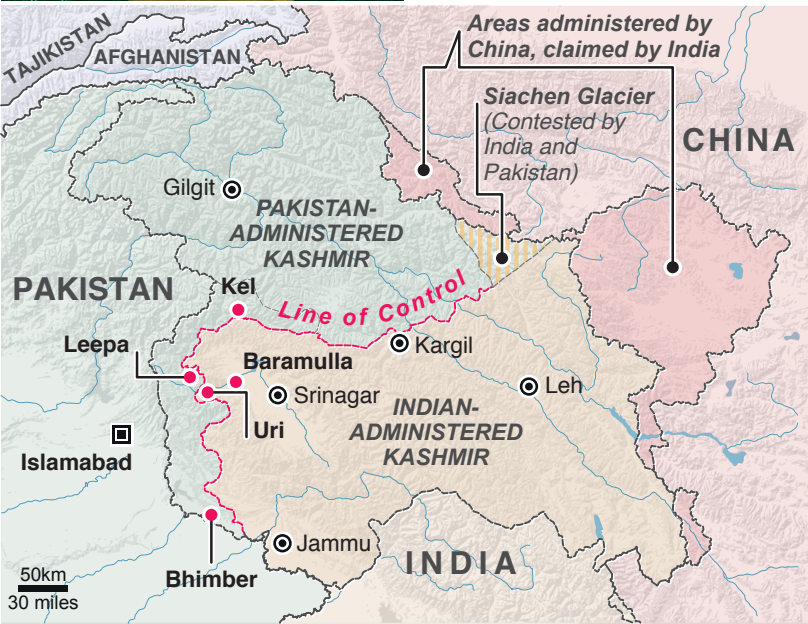 TAJIKISTAN
AFGHANISTAN
Areas administered by
China, claimed by India
Siachen Glacier
(Contested by
India and
Pakistan)
CHINA
Gilgit
PAKISTAN-
ADMINISTERED
KASHMIR
PAKISTAN
Kel
Line of Control
Leepa
Kargil
Baramulla
Srinagar
Leh
Uri
INDIAN-
ADMINISTERED
KASHMIR
Islamabad
Jammu
INDIA
Bhimber
50km
30 miles